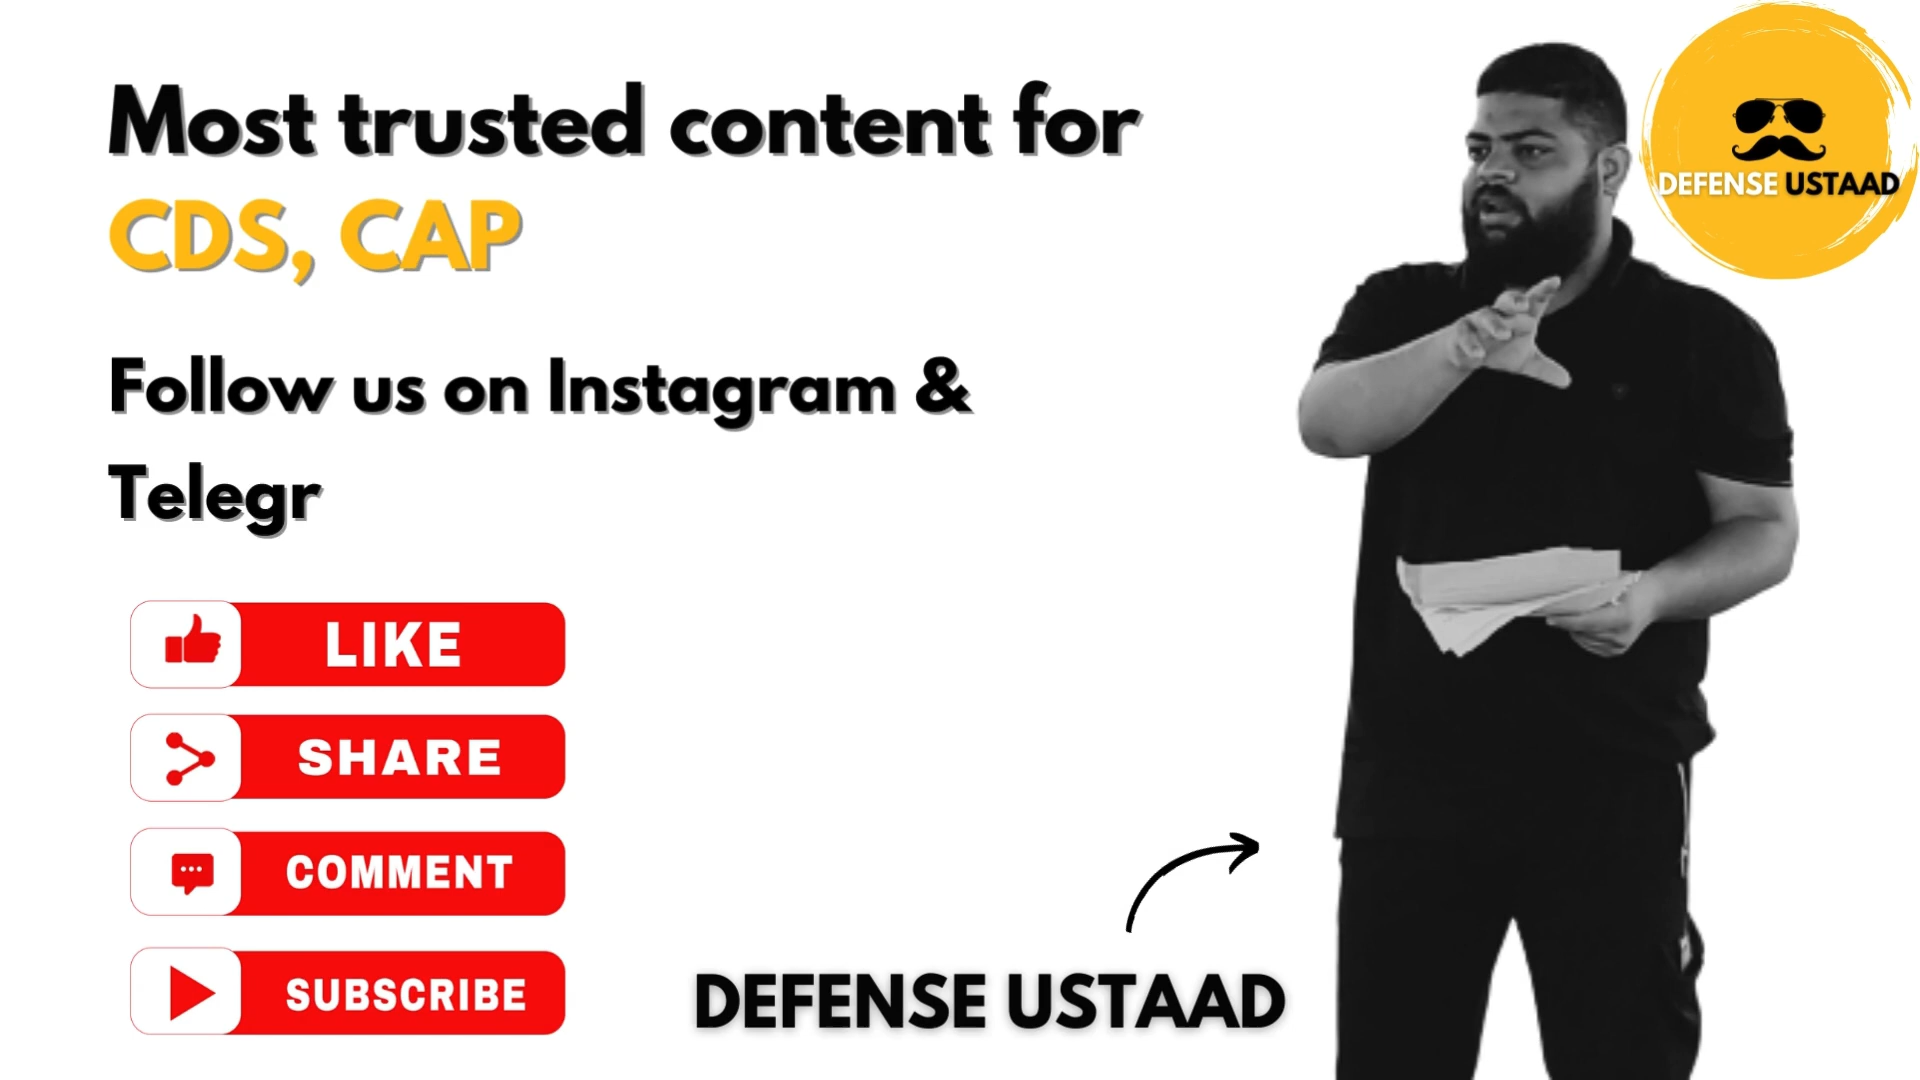 Most trusted content for
CDS, CAP
Follow us on Instagram &
Telegr
LIKE
SHARE
COMMENT
SUBSCRIBE
DEFENSE USTAAD
DEFENSE USTAAD